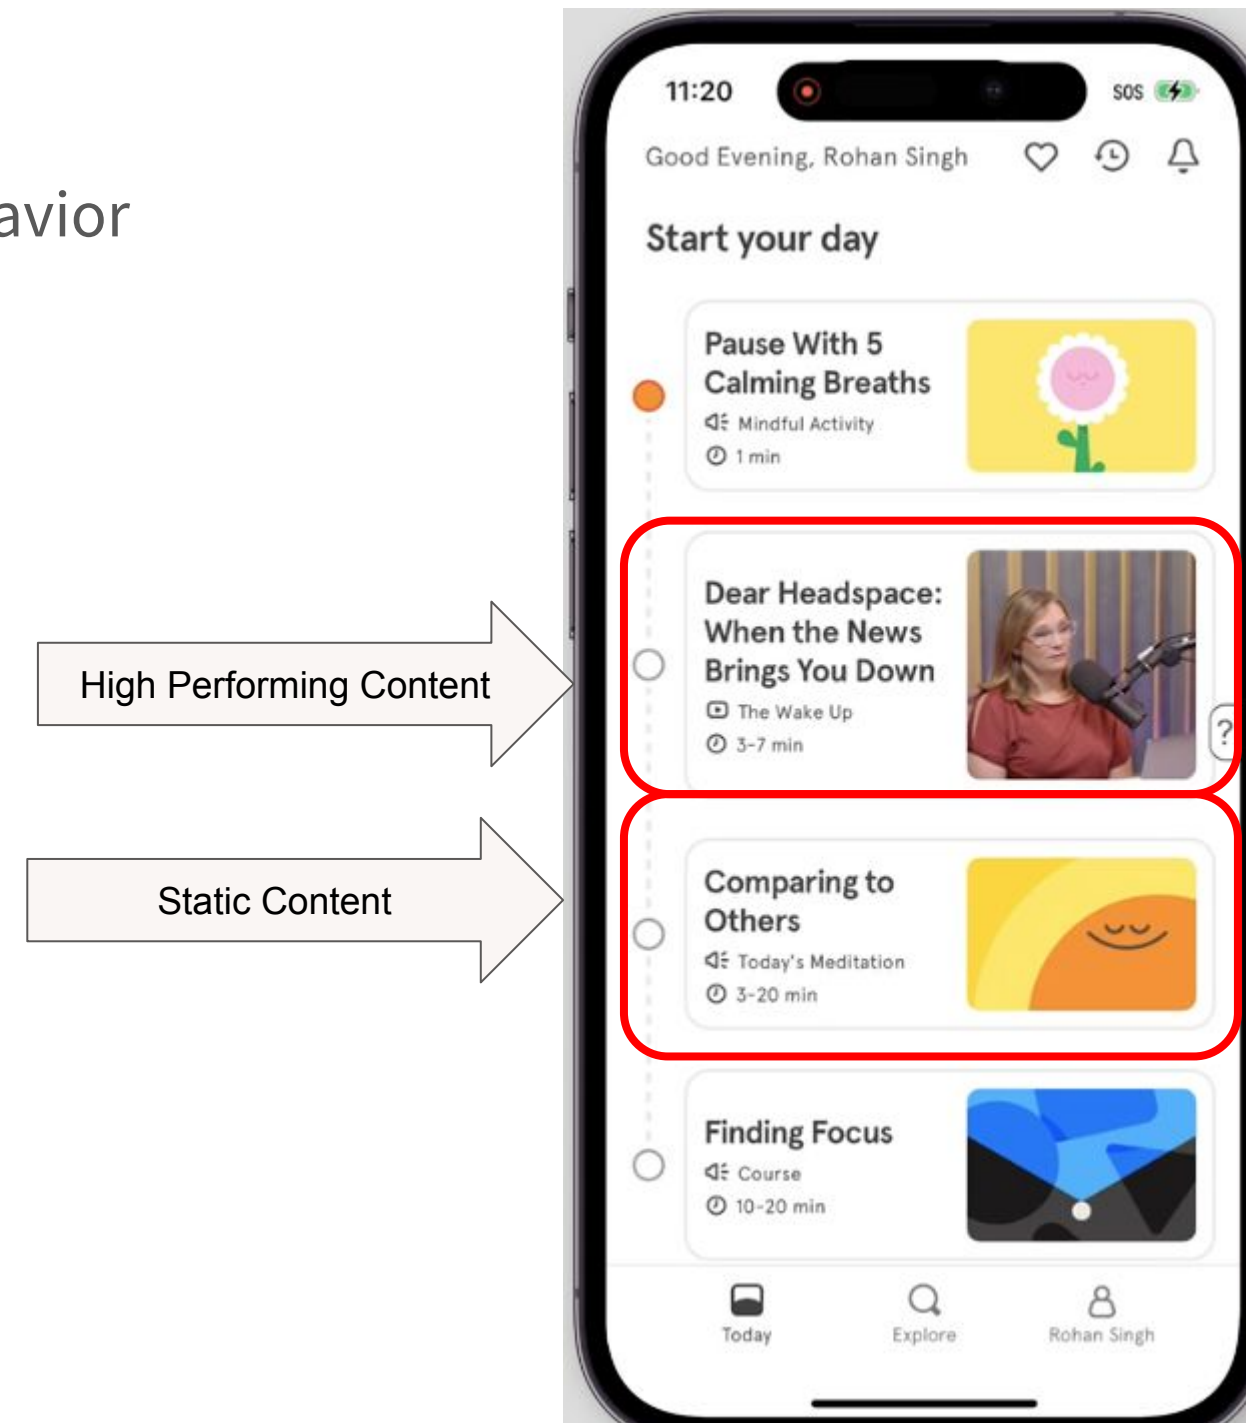 avior
High Performing Content
Static Content
11:20
SOS
Good Evening, Rohan Singh
Start your day
Pause With 5
Calming Breaths
Mindful Activity
1 min
Dear Headspace:
When the News
Brings You Down
The Wake Up
3-7 min
?
Comparing to
Others
Today's Meditation
3-20 min
Finding Focus
Course
10-20 min
Today
Explore
Rohan Singh